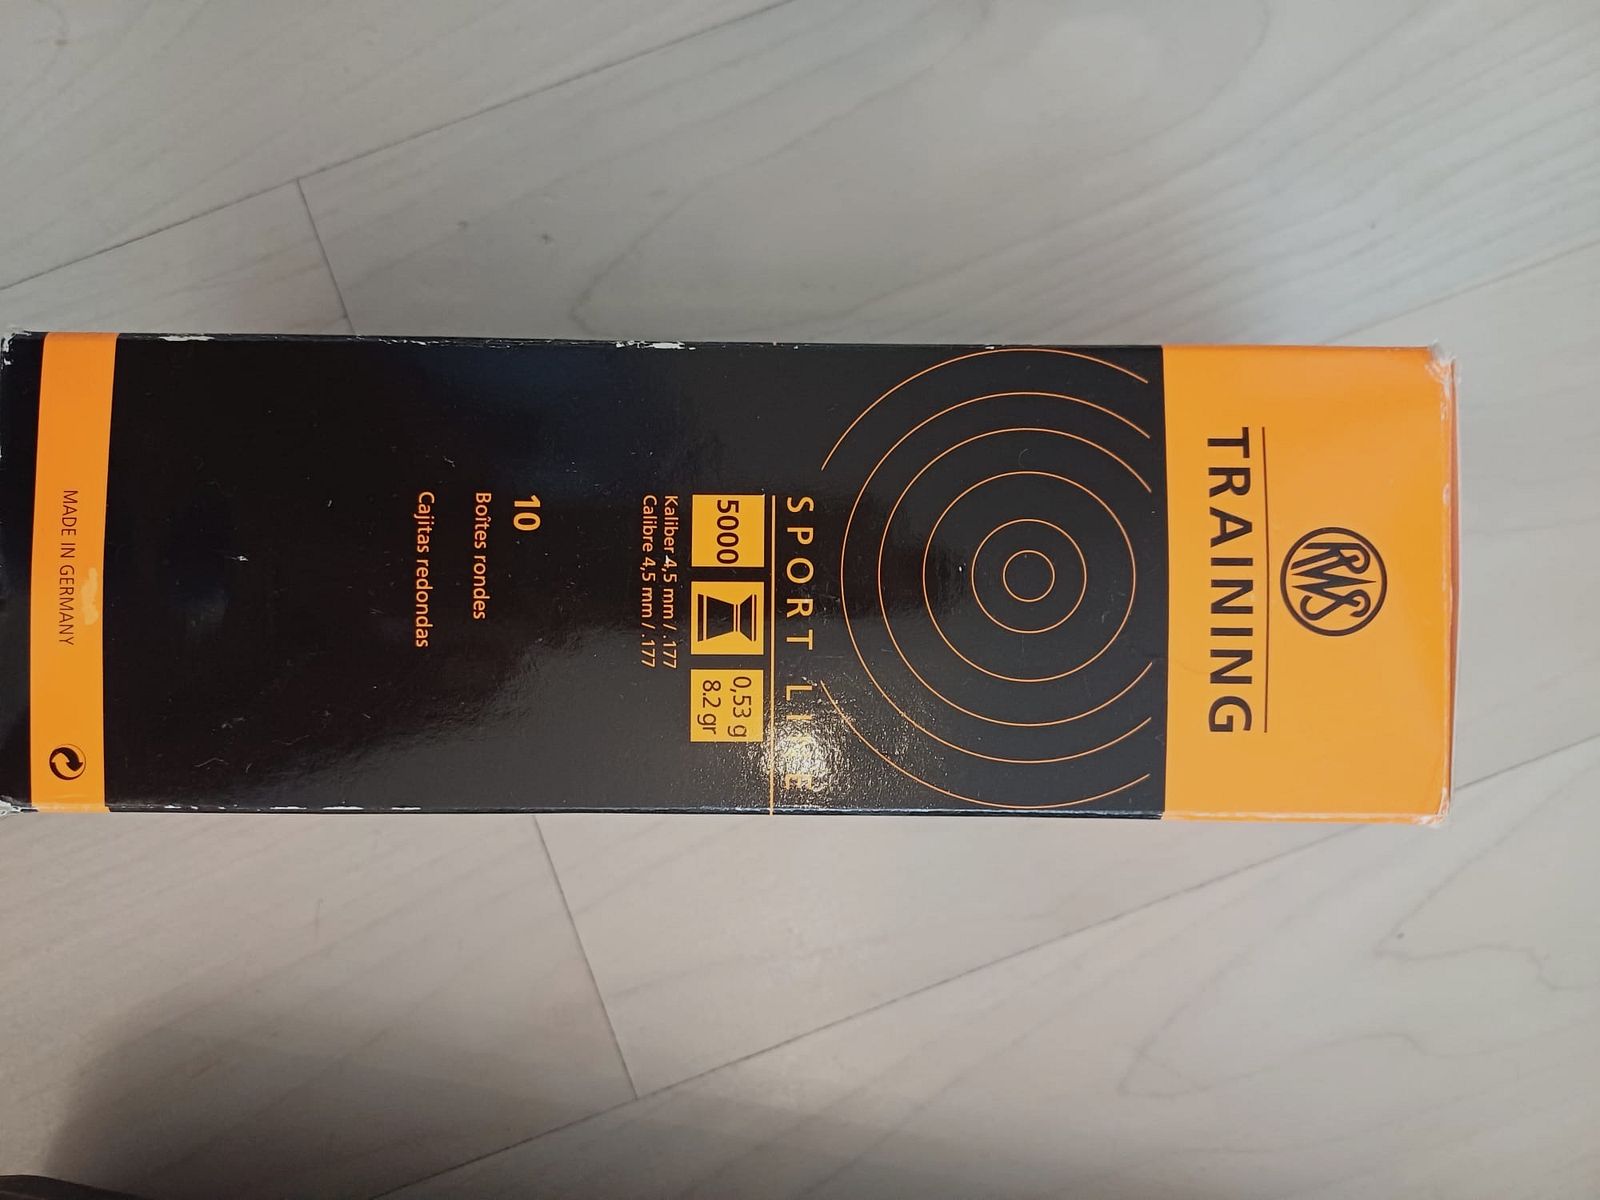 RWS
TRAINING
SPORT LINE
5000
0,53 g
8.2 gr
Kaliber 4,5 mm/ .177
Calibre 4,5 mm/ .177
10
Boîtes rondes
Cajitas redondas
MADE IN GERMANY